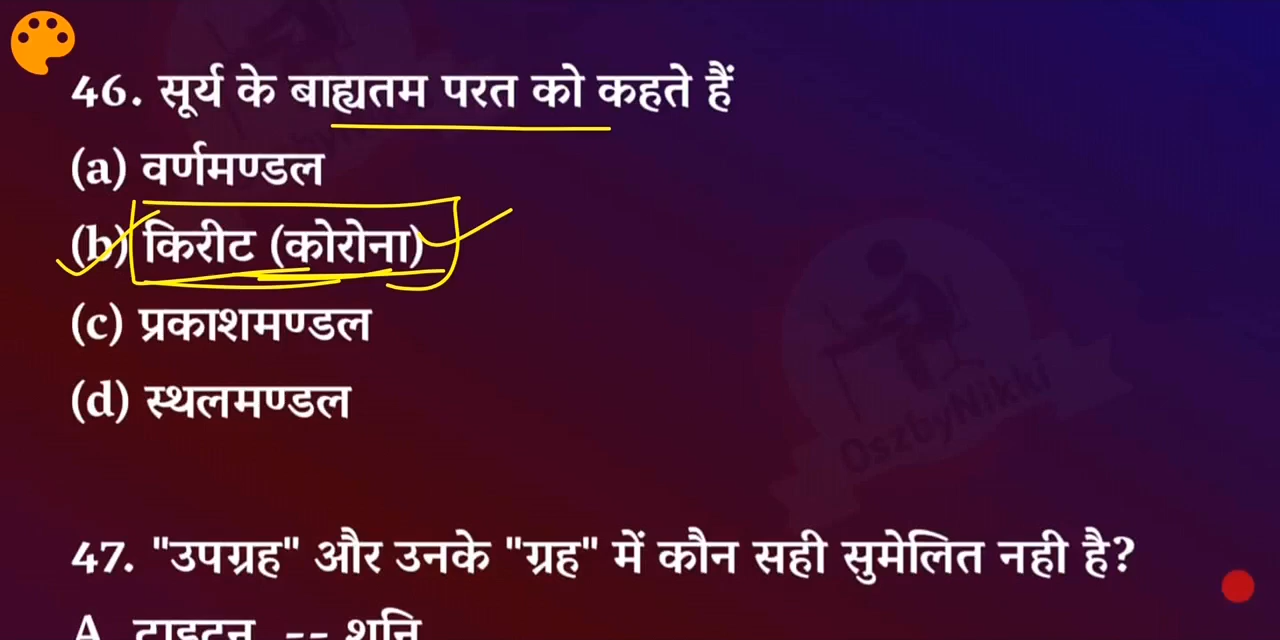 46. सूर्य के बाह्यतम परत को कहते हैं
(a) वर्णमण्डल
(b) किरीट (कोरोना)
(c) प्रकाशमण्डल
(d) स्थलमण्डल
DszbyNikki
47. "उपग्रह" और उनके "ग्रह" में कौन सही सुमेलित नही है?
A. टाइटन -- शनि